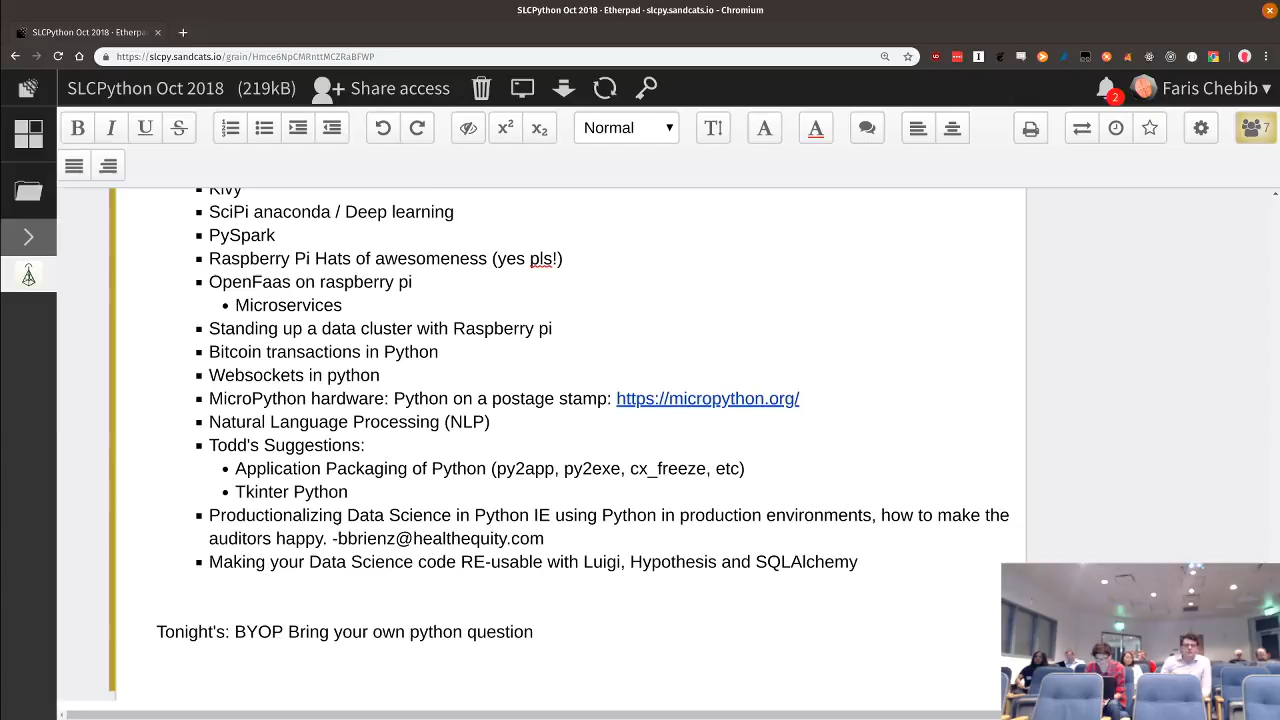 SLCPython Oct 2018 · Etherpad · slcpy.sandcats.io - Chromium
SLCPython Oct 2018 · Etherpa
https://slcpy.sandcats.io/grain/Hmce6NpCMRnttMCZRaBFWP
SLCPython Oct 2018 (219kB)
Share access
2
Faris Chebib ▾
B I U S
x² x₂
Normal
A A
7
Kivy
SciPi anaconda / Deep learning
PySpark
Raspberry Pi Hats of awesomeness (yes pls!)
OpenFaas on raspberry pi
Microservices
Standing up a data cluster with Raspberry pi
Bitcoin transactions in Python
Websockets in python
MicroPython hardware: Python on a postage stamp: https://micropython.org/
Natural Language Processing (NLP)
Todd's Suggestions:
Application Packaging of Python (py2app, py2exe, cx_freeze, etc)
Tkinter Python
Productionalizing Data Science in Python IE using Python in production environments, how to make the
auditors happy. -bbrienz@healthequity.com
Making your Data Science code RE-usable with Luigi, Hypothesis and SQLAlchemy
Tonight's: BYOP Bring your own python question